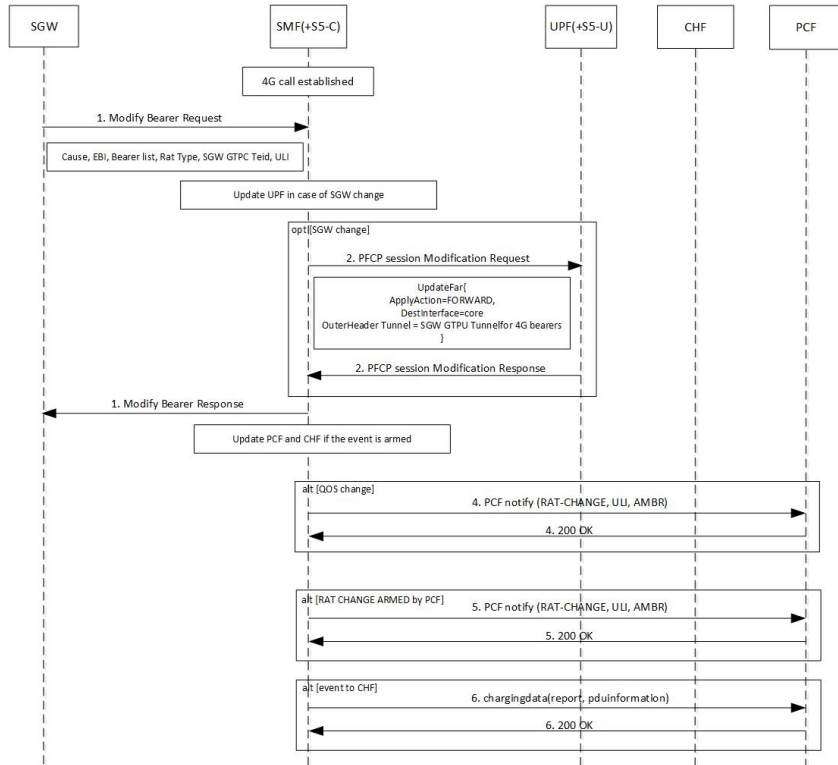 SGW
SMF(+S5-C)
UPF(+S5-U)
CHF
PCF
4G call established
1. Modify Bearer Request
Cause, EBI, Bearer list, Rat Type, SGW GTPC Teid, ULI
Update UPF in case of SGW change
opt [SGW change]
2. PFCP session Modification Request
UpdateFar{
ApplyAction=FORWARD,
DestInterface=core
OuterHeader Tunnel = SGW GTPU Tunnelfor 4G bearers
}
2. PFCP session Modification Response
1. Modify Bearer Response
Update PCF and CHF if the event is armed
alt [QOS change]
4. PCF notify (RAT-CHANGE, ULI, AMBR)
4. 200 OK
alt [RAT CHANGE ARMED by PCF]
5. PCF notify (RAT-CHANGE, ULI, AMBR)
5. 200 OK
alt [event to CHF]
6. chargingdata(report, pduinformation)
6. 200 OK